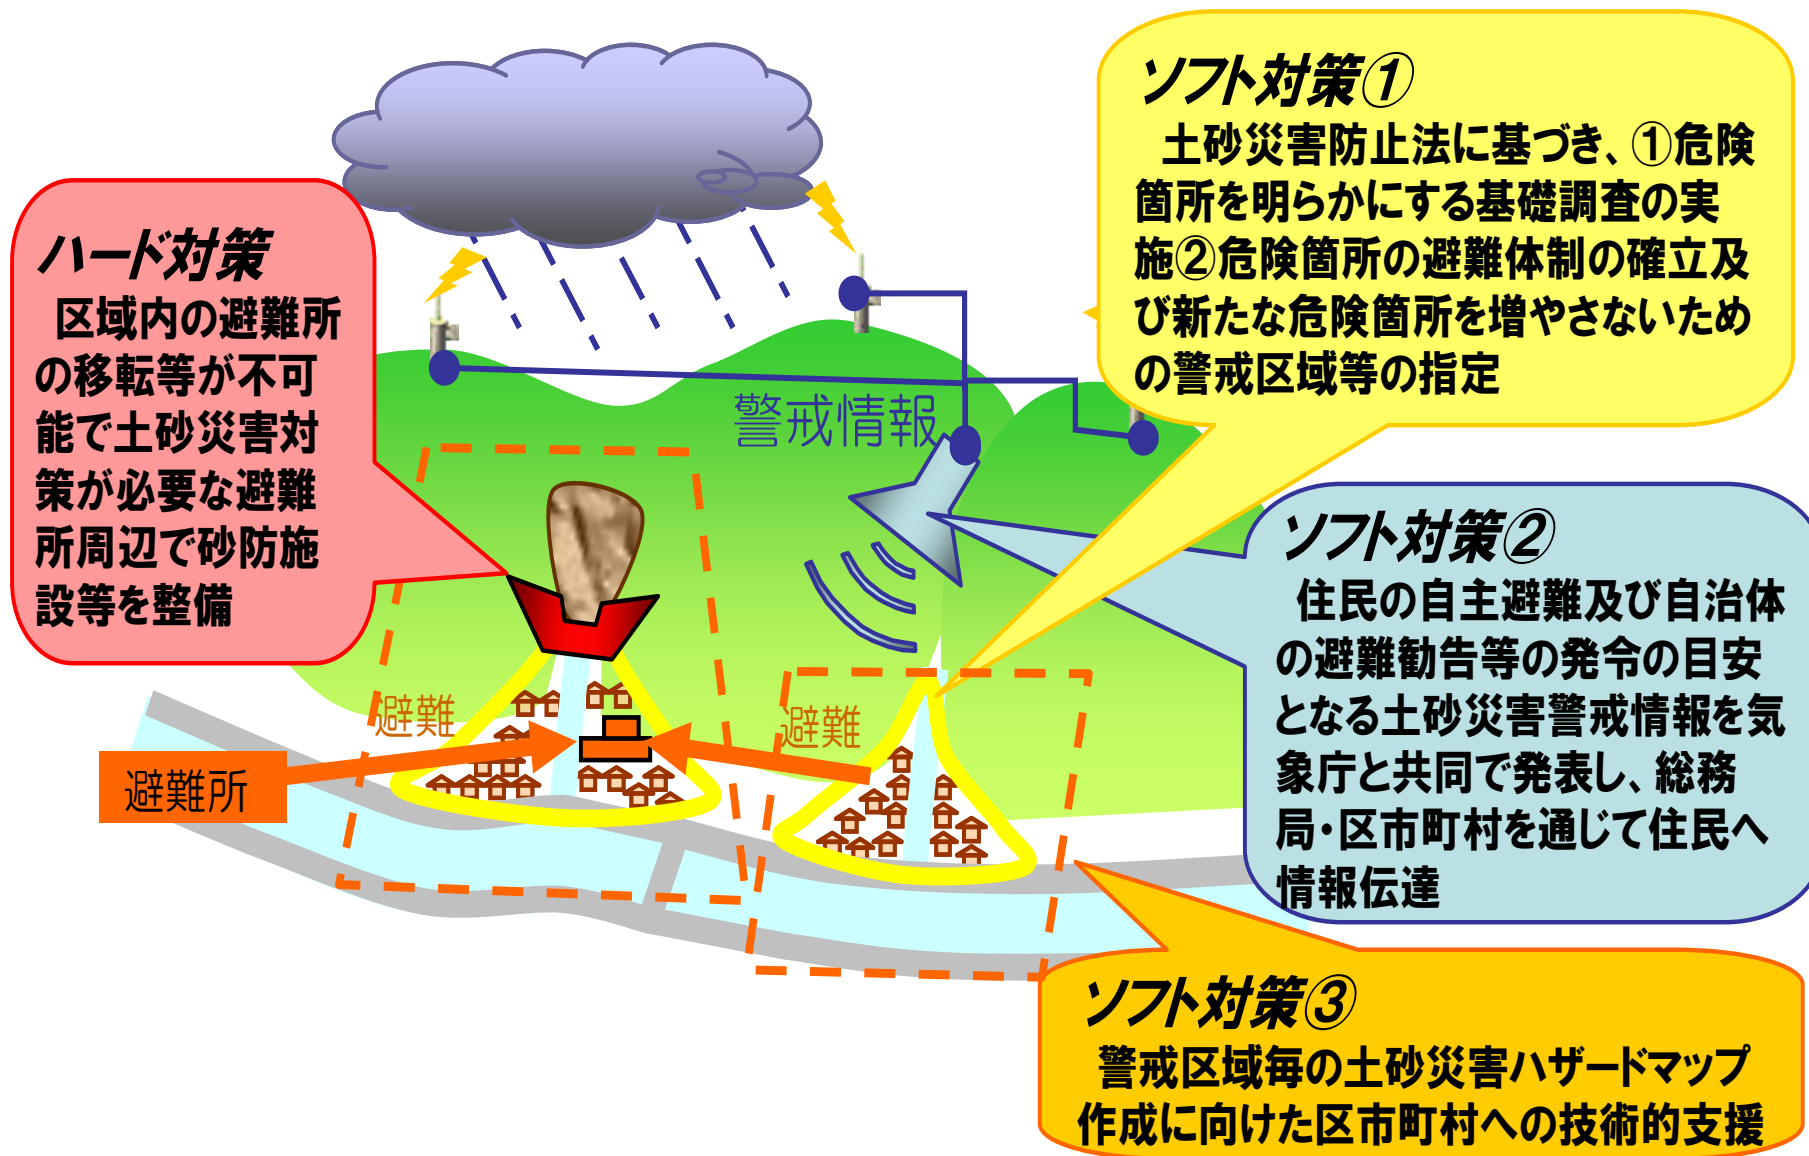 ハード対策
区域内の避難所
の移転等が不可
能で土砂災害対
策が必要な避難
所周辺で砂防施
設等を整備
ソフト対策①
土砂災害防止法に基づき、①危険
箇所を明らかにする基礎調査の実
施②危険箇所の避難体制の確立及
び新たな危険箇所を増やさないため
の警戒区域等の指定
警戒情報
ソフト対策②
住民の自主避難及び自治体
の避難勧告等の発令の目安
となる土砂災害警戒情報を気
象庁と共同で発表し、総務
局・区市町村を通じて住民へ
情報伝達
避難
避難
避難所
ソフト対策③
警戒区域毎の土砂災害ハザードマップ
作成に向けた区市町村への技術的支援